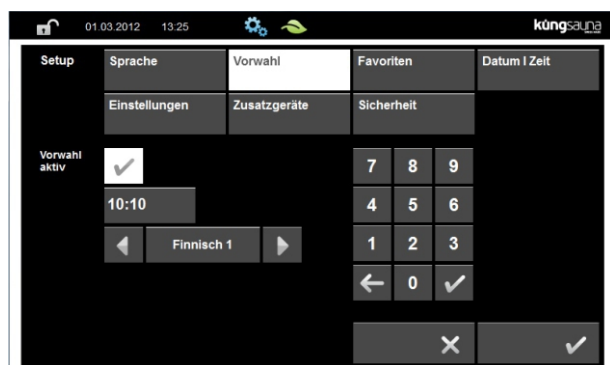 01.03.2012 13:25 küngsauna
Setup Sprache Vorwahl Favoriten Datum I Zeit
Einstellungen Zusatzgeräte Sicherheit
Vorwahl
aktiv
7 8 9
10:10 4 5 6
Finnisch 1 1 2 3
0